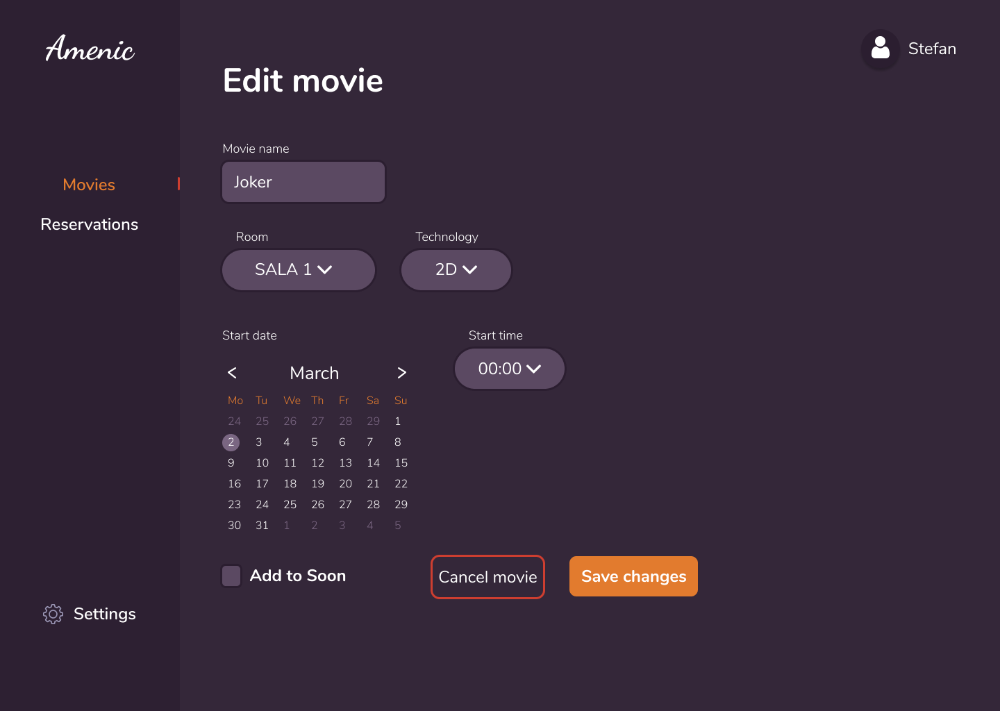 Amenic
Stefan
Edit movie
Movie name
Joker
Movies
Reservations
Room
Technology
SALA 1
2D
Start date
Start time
< March >
00:00
Mo Tu We Th Fr Sa Su
24 25 26 27 28 29 1
2 3 4 5 6 7 8
9 10 11 12 13 14 15
16 17 18 19 20 21 22
23 24 25 26 27 28 29
30 31 1 2 3 4 5
Add to Soon
Cancel movie
Save changes
Settings